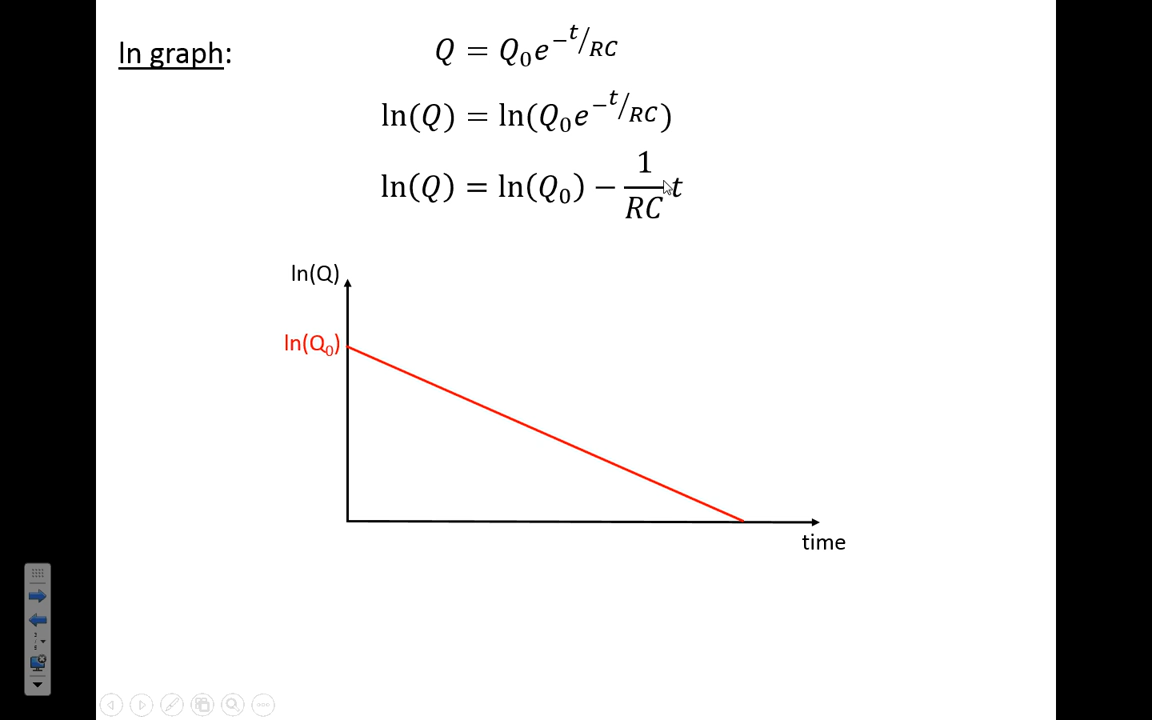 ln graph:
Q = Q₀e^(−t/RC)
ln(Q) = ln(Q₀e^(−t/RC))
ln(Q) = ln(Q₀) − 1/RC t
ln(Q)
ln(Q₀)
time